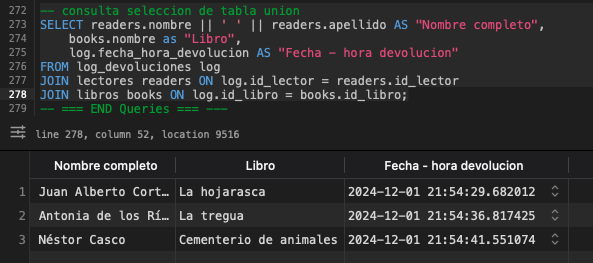 272 -- consulta seleccion de tabla union
273 SELECT readers.nombre || ' ' || readers.apellido AS "Nombre completo",
274 books.nombre as "Libro",
275 log.fecha_hora_devolucion AS "Fecha - hora devolucion"
276 FROM log_devoluciones log
277 JOIN lectores readers ON log.id_lector = readers.id_lector
278 JOIN libros books ON log.id_libro = books.id_libro;
279 -- === END Queries === ---
line 278, column 52, location 9516
Nombre completo Libro Fecha - hora devolucion
1 Juan Alberto Cort… La hojarasca 2024-12-01 21:54:29.682012
2 Antonia de los Rí… La tregua 2024-12-01 21:54:36.817425
3 Néstor Casco Cementerio de animales 2024-12-01 21:54:41.551074